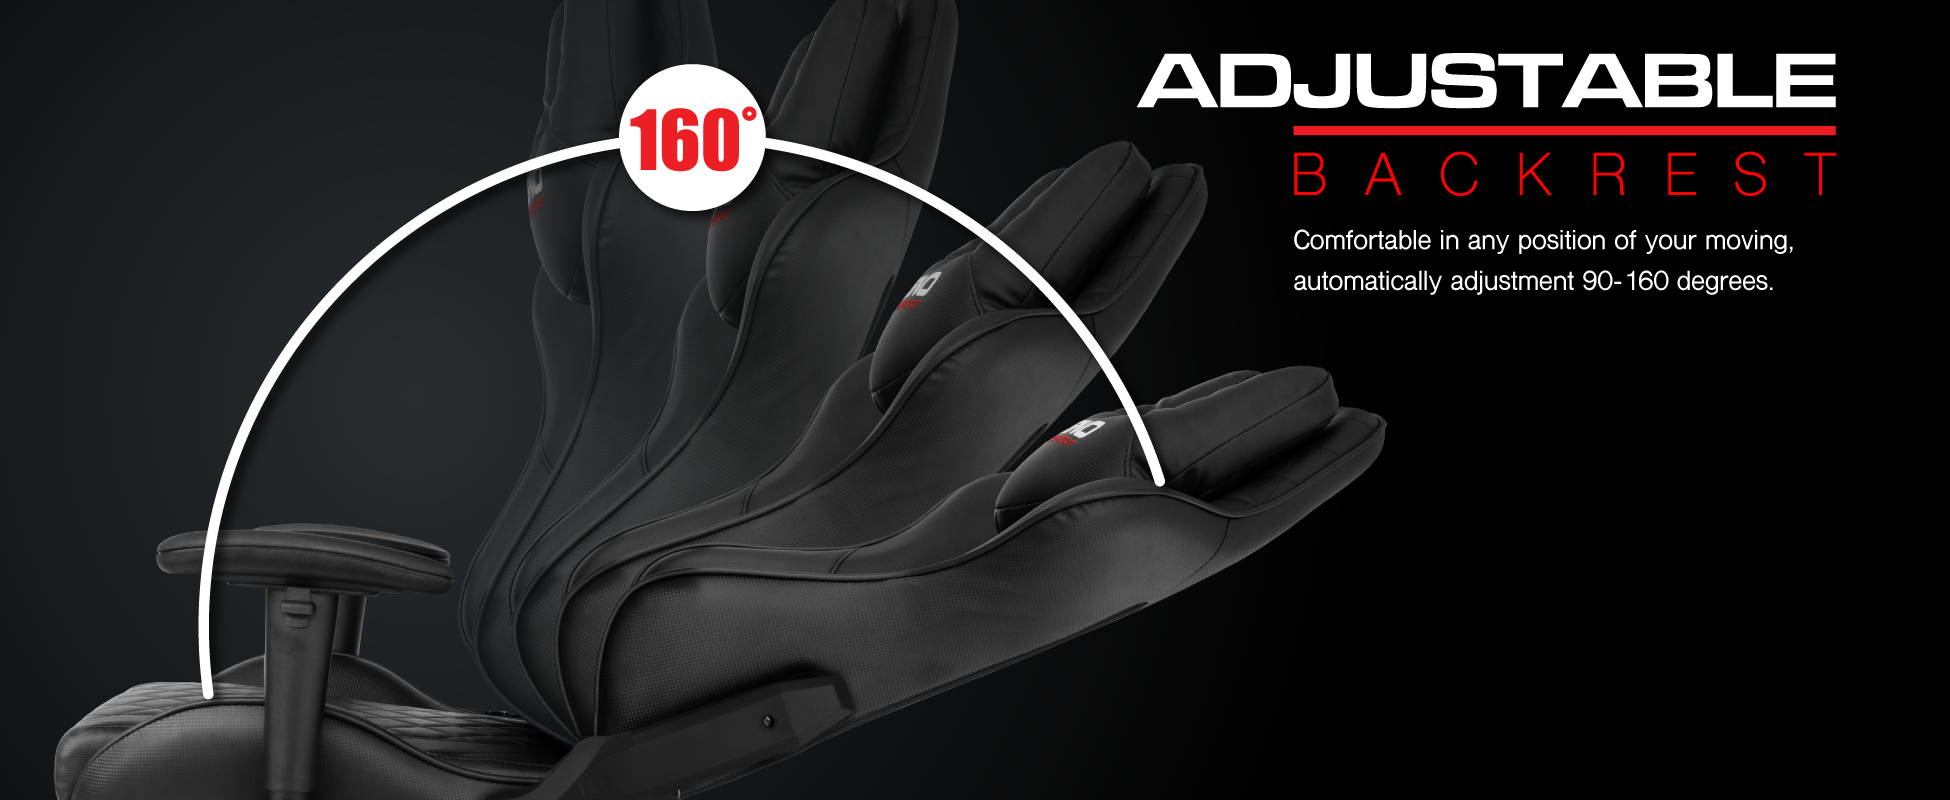 160°
ADJUSTABLE
BACKREST
Comfortable in any position of your moving,
automatically adjustment 90-160 degrees.